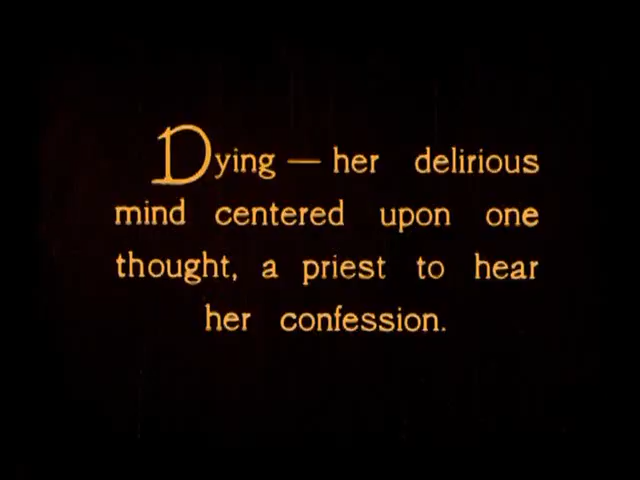 Dying — her delirious
mind centered upon one
thought, a priest to hear
her confession.